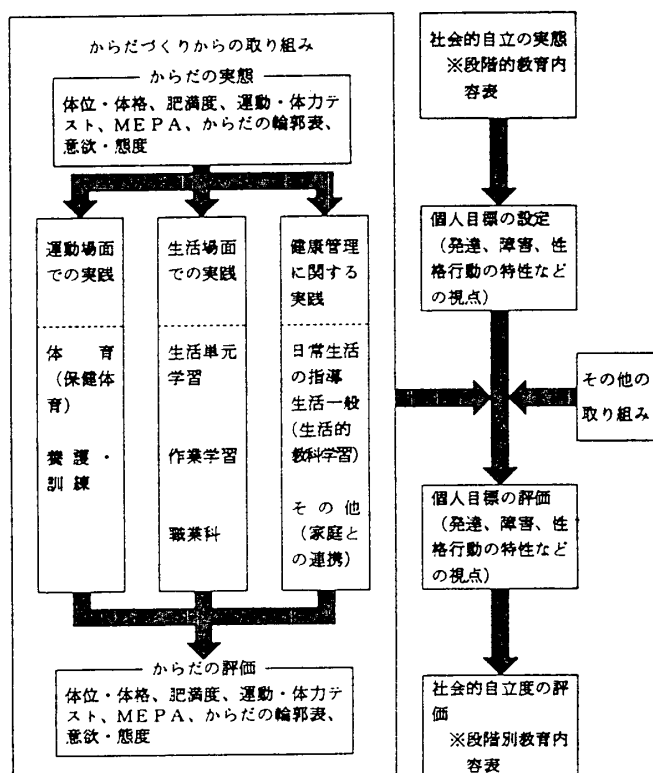 からだづくりからの取り組み
からだの実態
体位・体格、肥満度、運動・体力テ
スト、MEPA、からだの輪郭表、
意欲・態度
運動場面
での実践
体　育
（保健体
育）
養護・
訓練
生活場面
での実践
生活単元
学習
作業学習
職業科
健康管理
に関する
実践
日常生活
の指導
生活一般
（生活的
教科学習）
その他
（家庭と
の連携）
からだの評価
体位・体格、肥満度、運動・体力テ
スト、MEPA、からだの輪郭表、
意欲・態度
社会的自立の実態
※段階的教育内
容表
個人目標の設定
（発達、障害、性
格行動の特性など
の視点）
その他の
取り組み
個人目標の評価
（発達、障害、性
格行動の特性など
の視点）
社会的自立度の評
価
※段階別教育内
容表